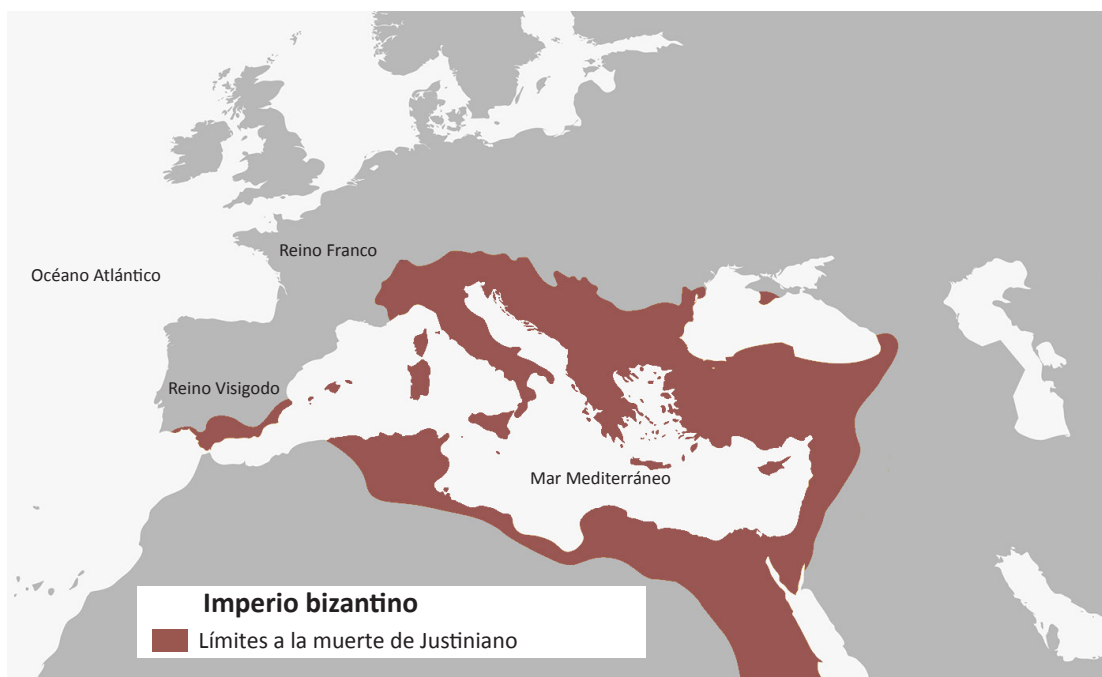 Reino Franco
Océano Atlántico
Reino Visigodo
Mar Mediterráneo
Imperio bizantino
Límites a la muerte de Justiniano